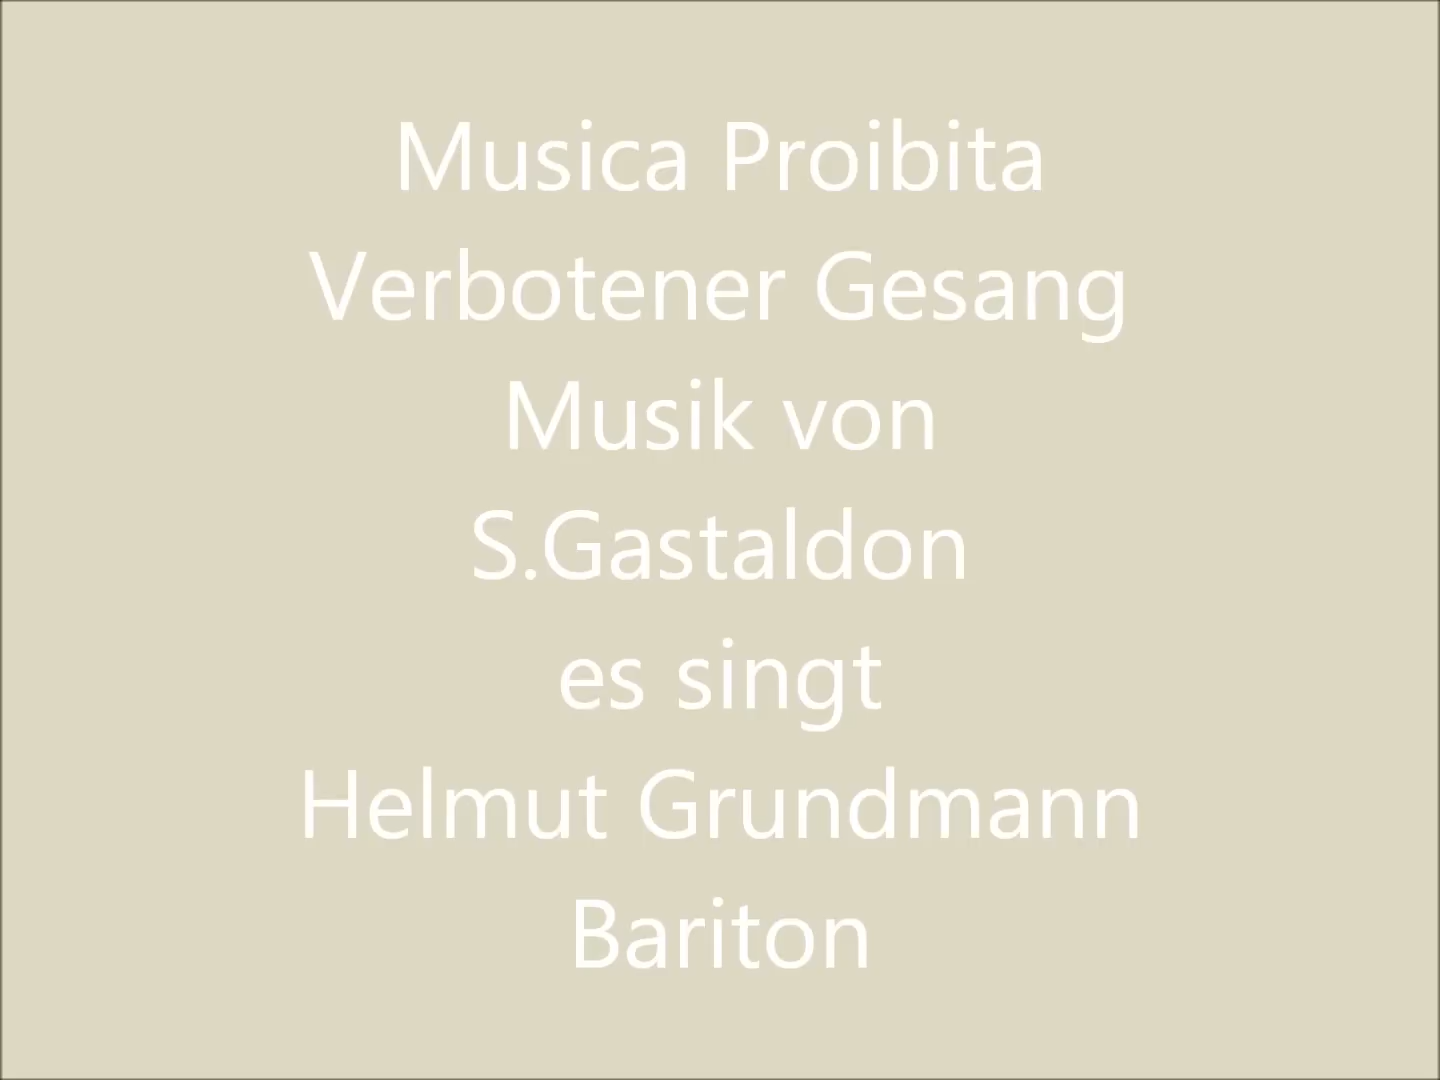 Musica Proibita
Verbotener Gesang
Musik von
S.Gastaldon
es singt
Helmut Grundmann
Bariton